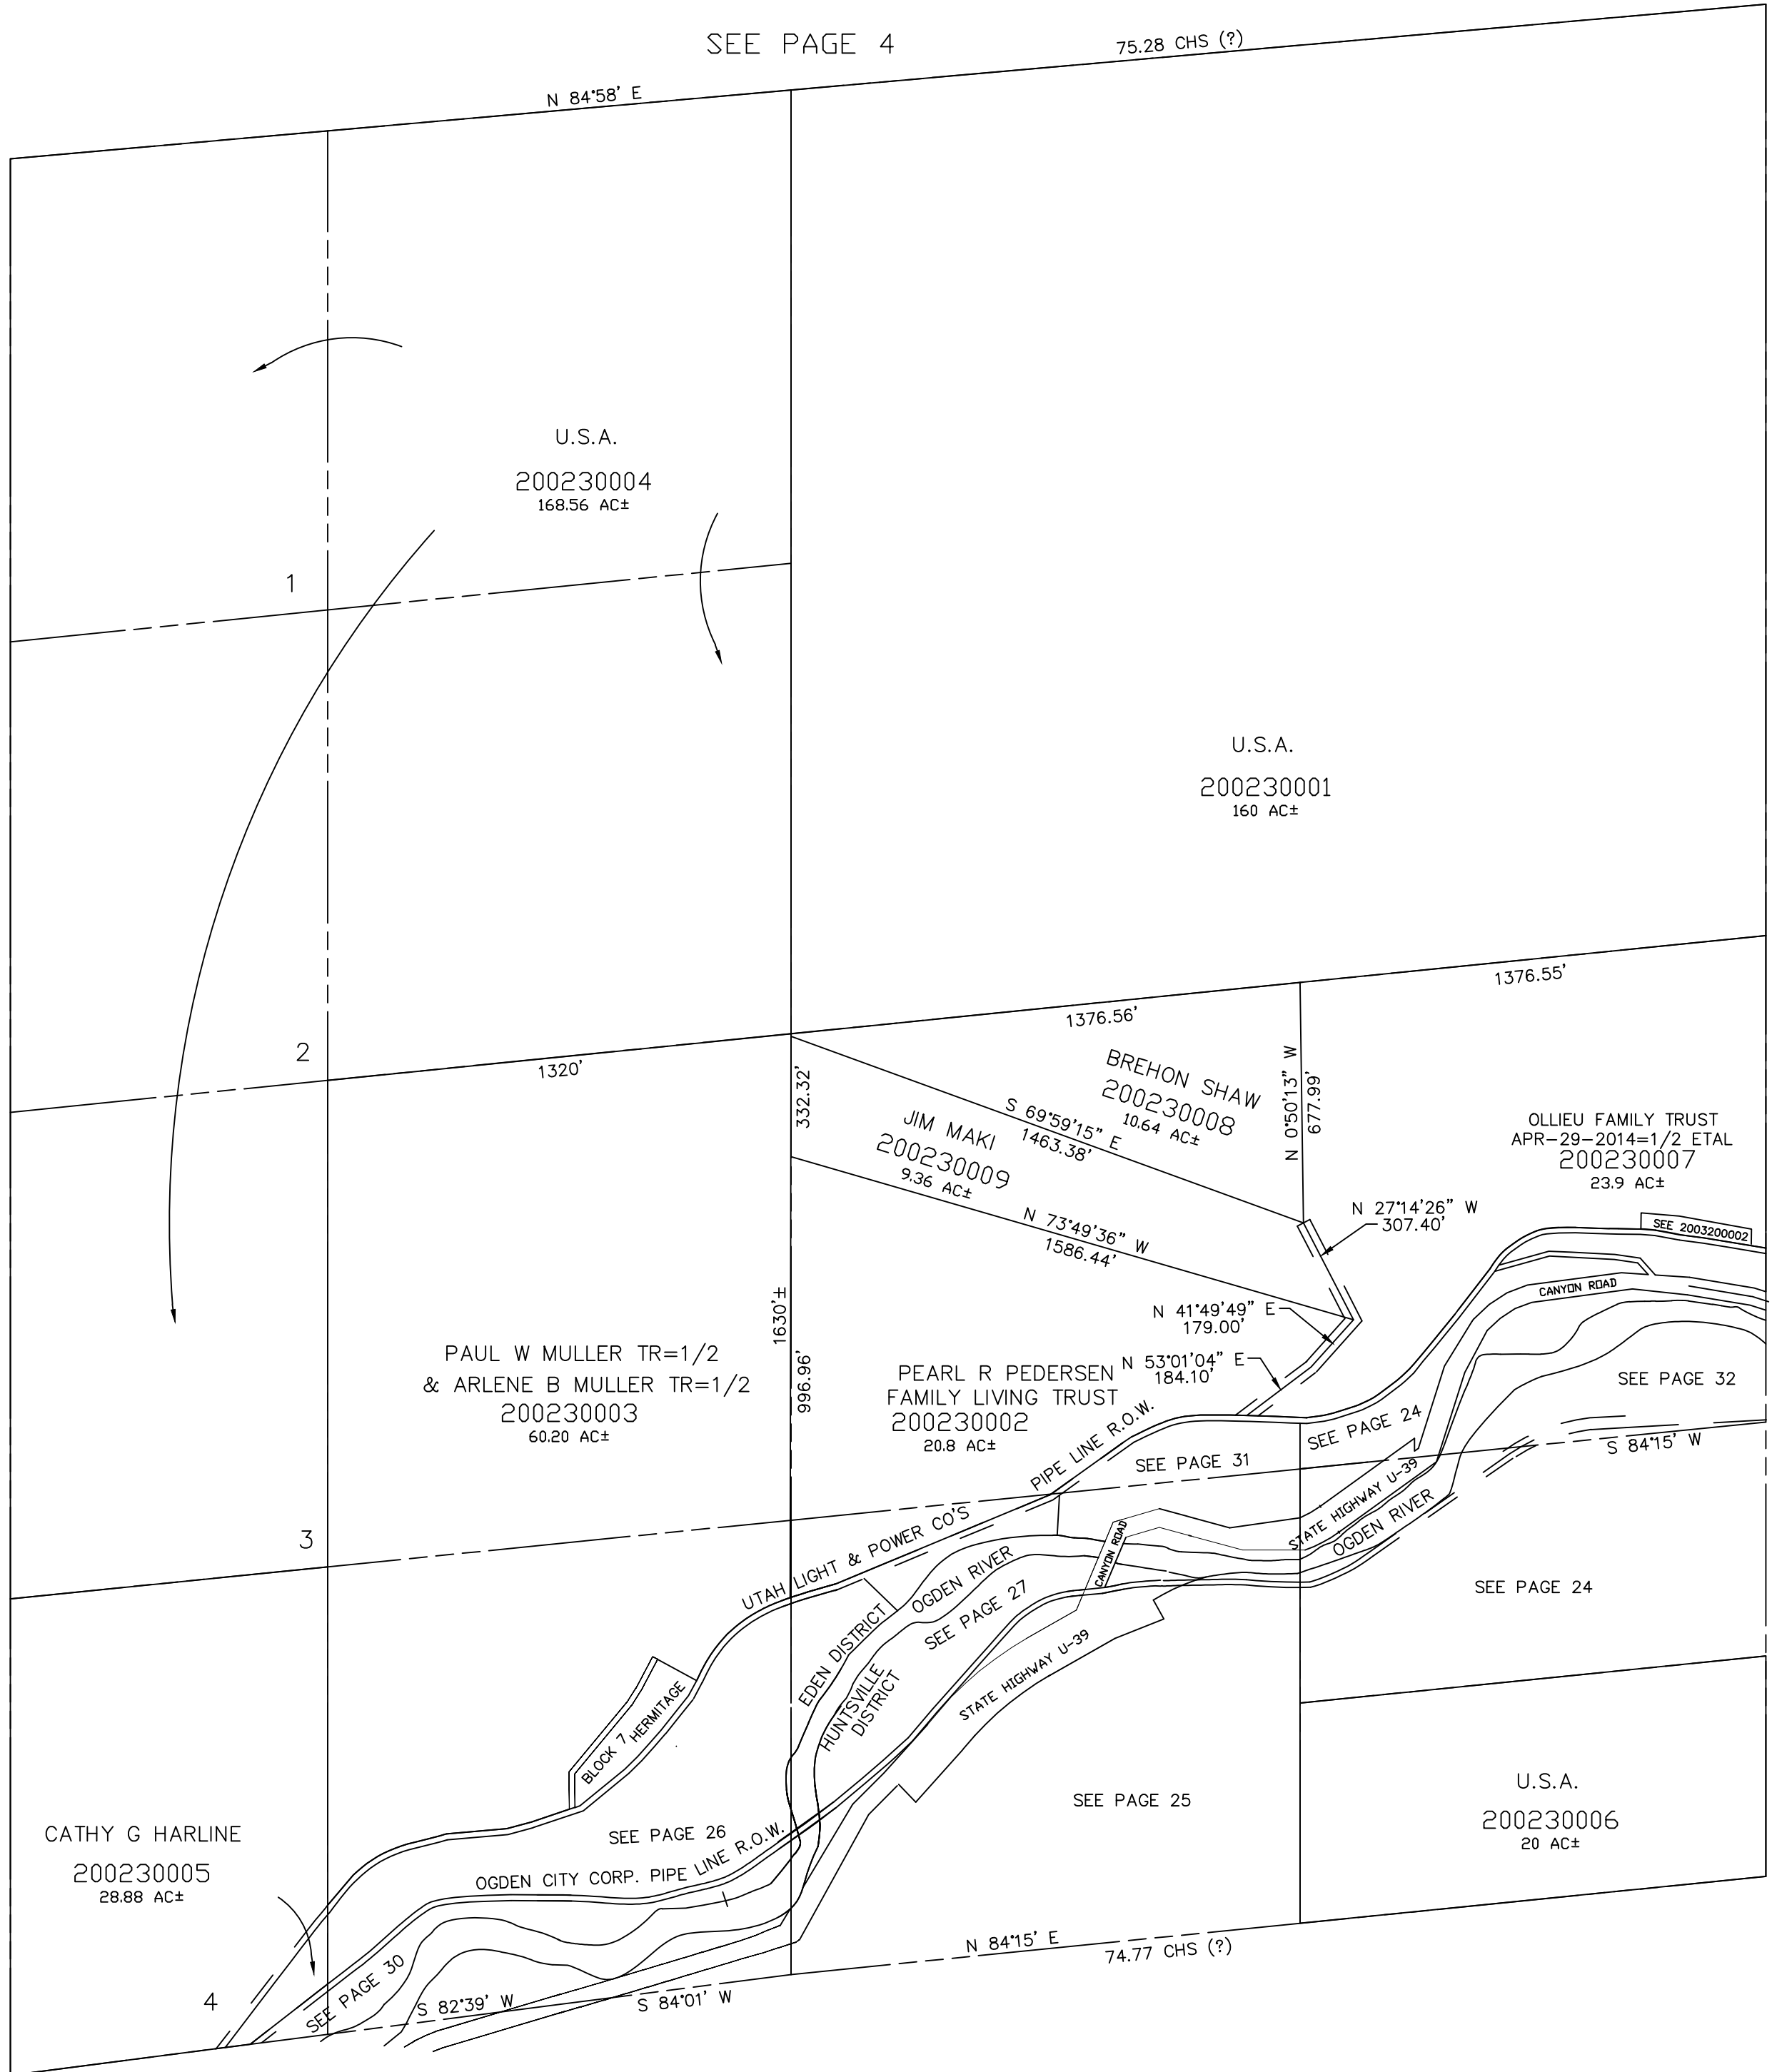 SEE PAGE 4
75.28 CHS (?)
N 84°58' E
U.S.A.
200230004
168.56 AC±
1
U.S.A.
200230001
160 AC±
1376.55'
1376.56'
2
1320'
332.32'
BREHON SHAW
200230008
10.64 AC±
S 69°59'15" E
1463.38'
N 0°50'13" W
677.99'
JIM MAKI
200230009
9.36 AC±
OLLIEU FAMILY TRUST
APR-29-2014=1/2 ETAL
200230007
23.9 AC±
N 27°14'26" W
307.40'
SEE 2003200002
N 73°49'36" W
1586.44'
CANYON ROAD
1630'±
N 41°49'49" E
179.00'
PAUL W MULLER TR=1/2
& ARLENE B MULLER TR=1/2
200230003
60.20 AC±
996.96'
PEARL R PEDERSEN
FAMILY LIVING TRUST
200230002
20.8 AC±
N 53°01'04" E
184.10'
SEE PAGE 32
PIPE LINE R.O.W.
SEE PAGE 24
S 84°15' W
SEE PAGE 31
STATE HIGHWAY U-39
OGDEN RIVER
3
UTAH LIGHT & POWER CO'S
CANYON ROAD
OGDEN RIVER
SEE PAGE 24
SEE PAGE 27
EDEN DISTRICT
HUNTSVILLE
DISTRICT
STATE HIGHWAY U-39
BLOCK 7
HERMITAGE
U.S.A.
200230006
20 AC±
SEE PAGE 25
CATHY G HARLINE
200230005
28.88 AC±
SEE PAGE 26
OGDEN CITY CORP. PIPE LINE R.O.W.
N 84°15' E
74.77 CHS (?)
4
SEE PAGE 30
S 82°39' W
S 84°01' W